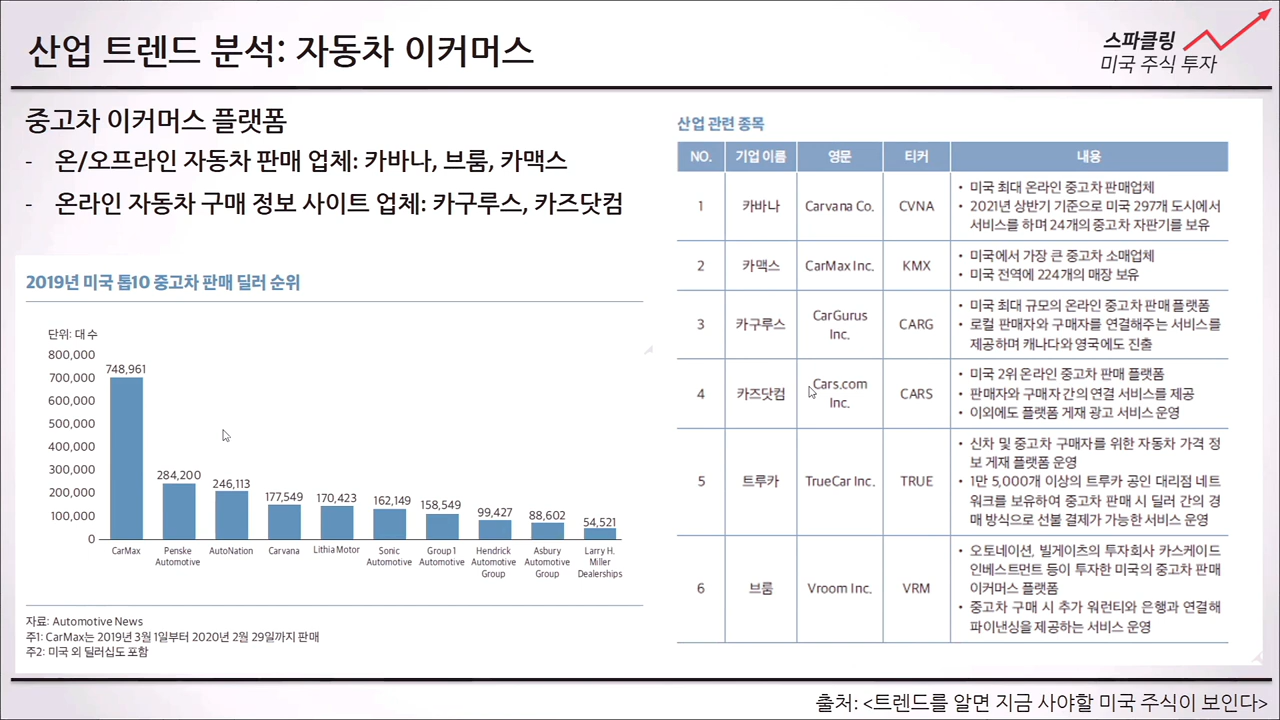 산업 트렌드 분석: 자동차 이커머스
스파클링
미국 주식 투자
중고차 이커머스 플랫폼
- 온/오프라인 자동차 판매 업체: 카바나, 브룸, 카맥스
- 온라인 자동차 구매 정보 사이트 업체: 카구루스, 카즈닷컴
2019년 미국 톱10 중고차 판매 딜러 순위
단위: 대 수
800,000
700,000
600,000
500,000
400,000
300,000
200,000
100,000
0
748,961
284,200
246,113
177,549
170,423
162,149
158,549
99,427
88,602
54,521
CarMax
Penske
Automotive
AutoNation
Carvana
Lithia Motor
Sonic
Automotive
Group 1
Automotive
Hendrick
Automotive
Group
Asbury
Automotive
Group
Larry H.
Miller
Dealerships
자료: Automotive News
주1: CarMax는 2019년 3월 1일부터 2020년 2월 29일까지 판매
주2: 미국 외 딜러십도 포함
산업 관련 종목
NO. 기업 이름 영문 티커 내용
1 카바나 Carvana Co. CVNA
• 미국 최대 온라인 중고차 판매업체
• 2021년 상반기 기준으로 미국 297개 도시에서
서비스를 하며 24개의 중고차 자판기를 보유
2 카맥스 CarMax Inc. KMX
• 미국에서 가장 큰 중고차 소매업체
• 미국 전역에 224개의 매장 보유
3 카구루스 CarGurus
Inc.
CARG
• 미국 최대 규모의 온라인 중고차 판매 플랫폼
• 로컬 판매자와 구매자를 연결해주는 서비스를
제공하며 캐나다와 영국에도 진출
4 카즈닷컴 Cars.com
Inc.
CARS
• 미국 2위 온라인 중고차 판매 플랫폼
• 판매자와 구매자 간의 연결 서비스를 제공
• 이외에도 플랫폼 게재 광고 서비스 운영
5 트루카 TrueCar Inc. TRUE
• 신차 및 중고차 구매자를 위한 자동차 가격 정
보 게재 플랫폼 운영
• 1만 5,000개 이상의 트루카 공인 대리점 네트
워크를 보유하여 중고차 판매 시 딜러 간의 경
매 방식으로 선불 결제가 가능한 서비스 운영
6 브룸 Vroom Inc. VRM
• 오토네이션, 빌게이츠의 투자회사 카스케이드
인베스트먼트 등이 투자한 미국의 중고차 판매
이커머스 플랫폼
• 중고차 구매 시 추가 워런티와 은행과 연결해
파이낸싱을 제공하는 서비스 운영
출처: <트렌드를 알면 지금 사야할 미국 주식이 보인다>